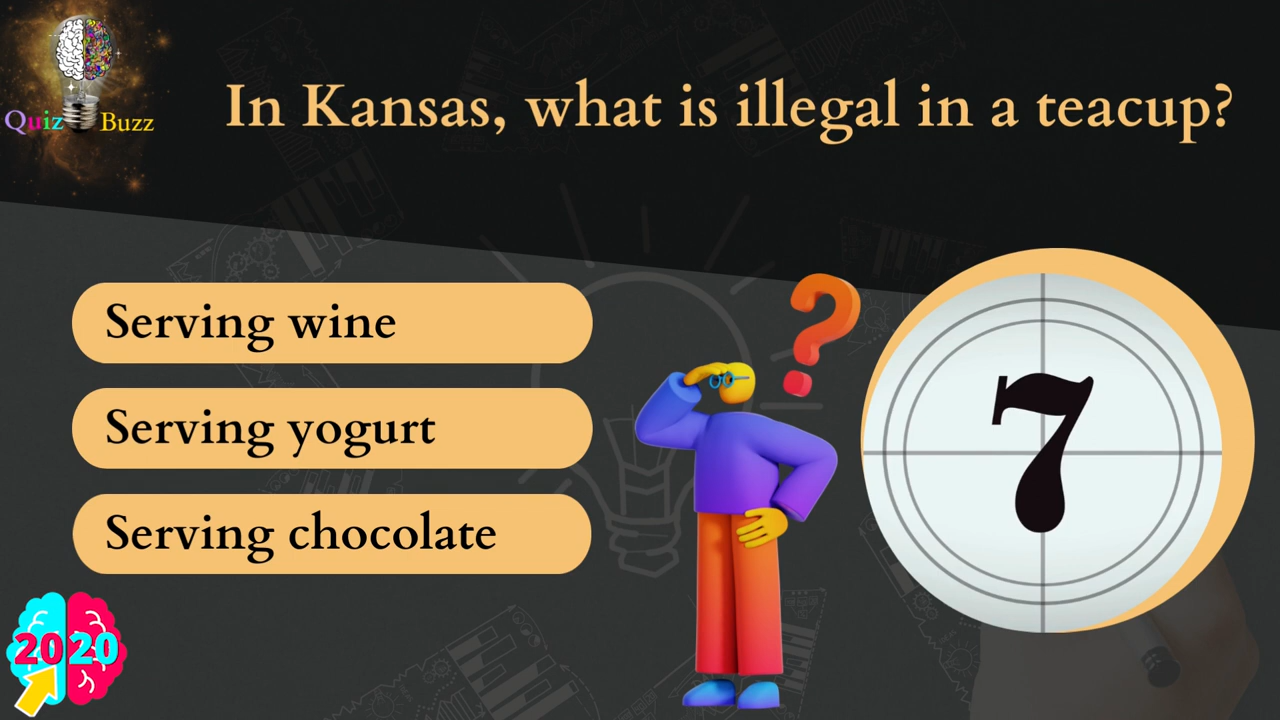 Quiz Buzz
In Kansas, what is illegal in a teacup?
Serving wine
Serving yogurt
Serving chocolate
?
7
2020